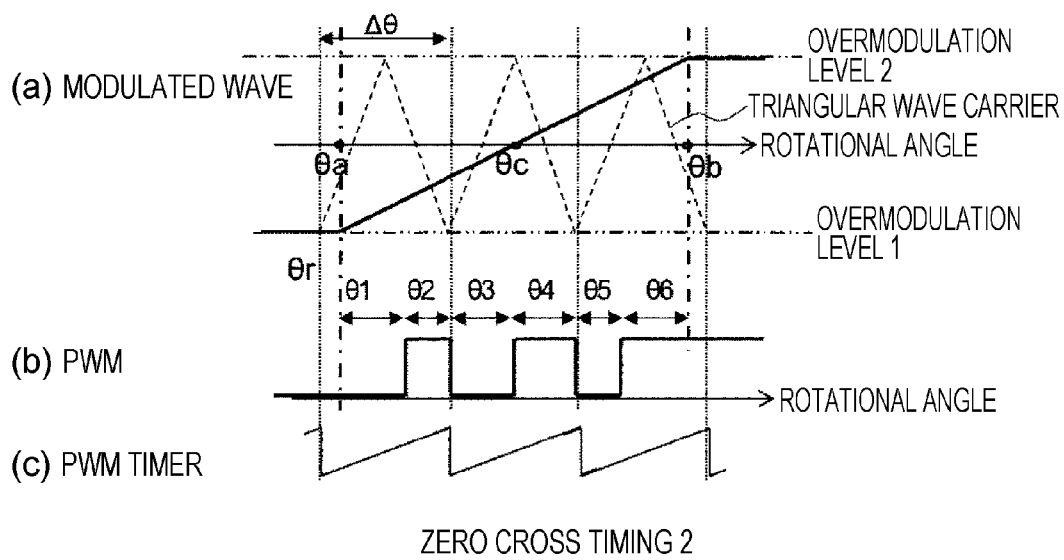 Δθ
OVERMODULATION
LEVEL 2
(a) MODULATED WAVE
TRIANGULAR WAVE CARRIER
ROTATIONAL ANGLE
θa
θc
θb
OVERMODULATION
LEVEL 1
θr
θ1 θ2 θ3 θ4 θ5 θ6
(b) PWM
ROTATIONAL ANGLE
(c) PWM TIMER
ZERO CROSS TIMING 2